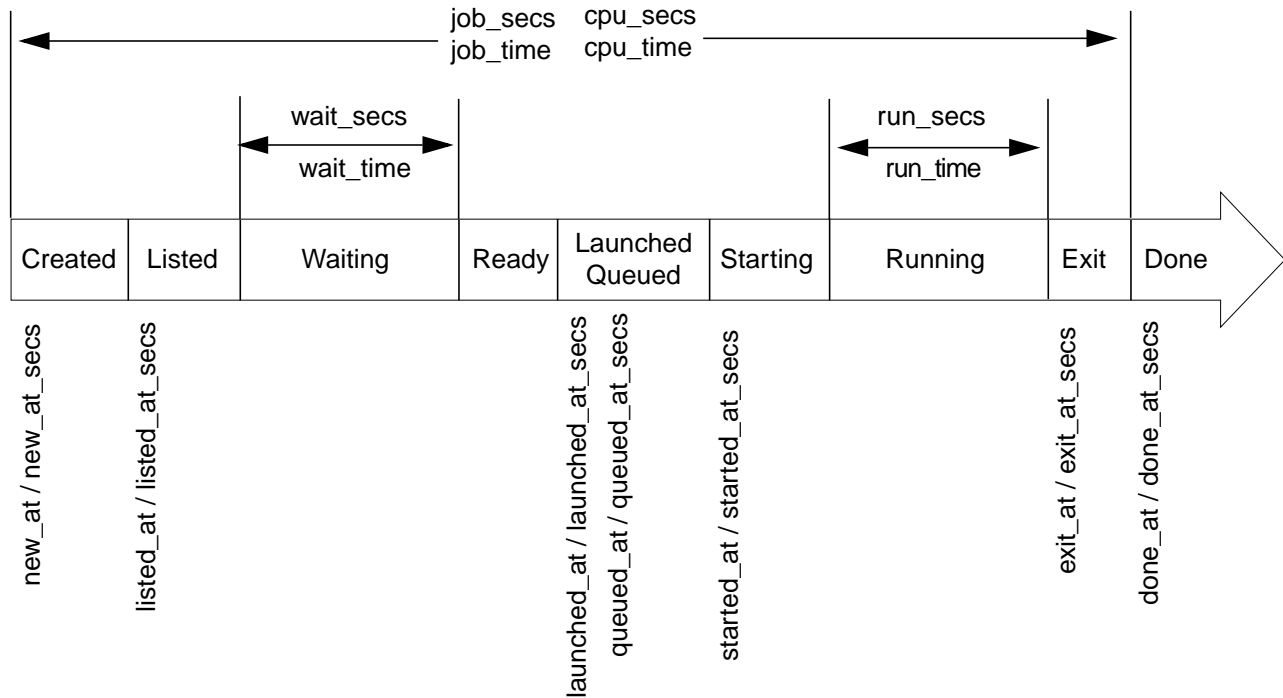 job_secs cpu_secs
job_time cpu_time
wait_secs
wait_time
run_secs
run_time
Created
Listed
Waiting
Ready
Launched
Queued
Starting
Running
Exit
Done
new_at / new_at_secs
listed_at / listed_at_secs
launched_at / launched_at_secs
queued_at / queued_at_secs
started_at / started_at_secs
exit_at / exit_at_secs
done_at / done_at_secs